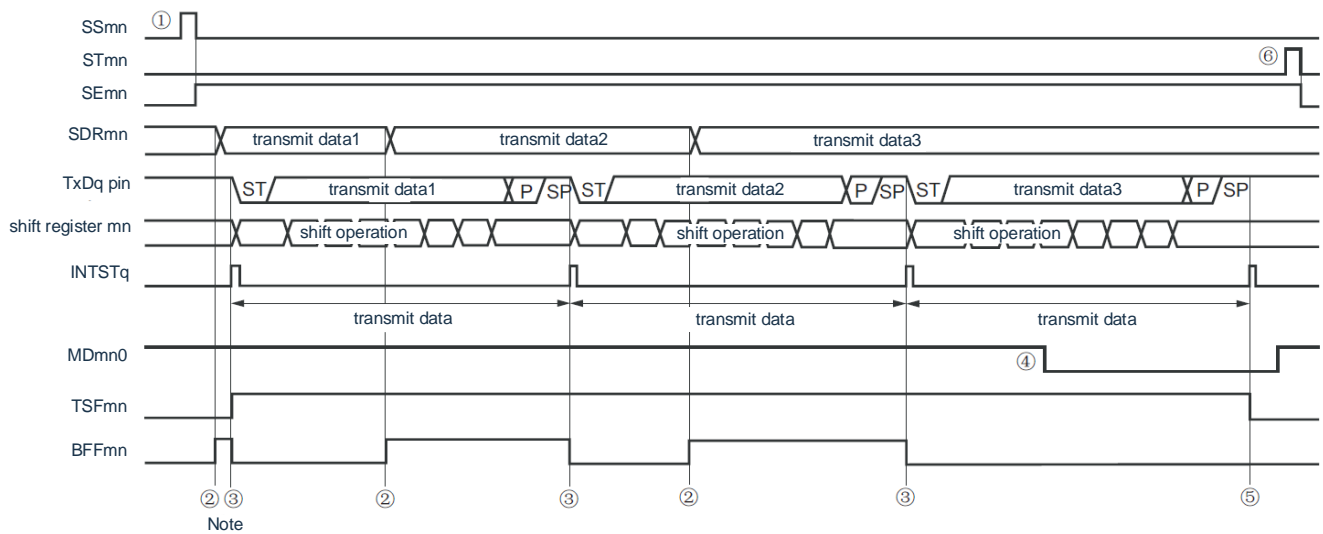 SSmn ①
STmn ⑥
SEmn
SDRmn transmit data1 transmit data2 transmit data3
TxDq pin ST transmit data1 P SP ST transmit data2 P SP ST transmit data3 P SP
shift register mn shift operation shift operation shift operation
INTSTq
transmit data transmit data transmit data
MDmn0 ④
TSFmn
BFFmn
② ③ ② ③ ② ③ ⑤
Note